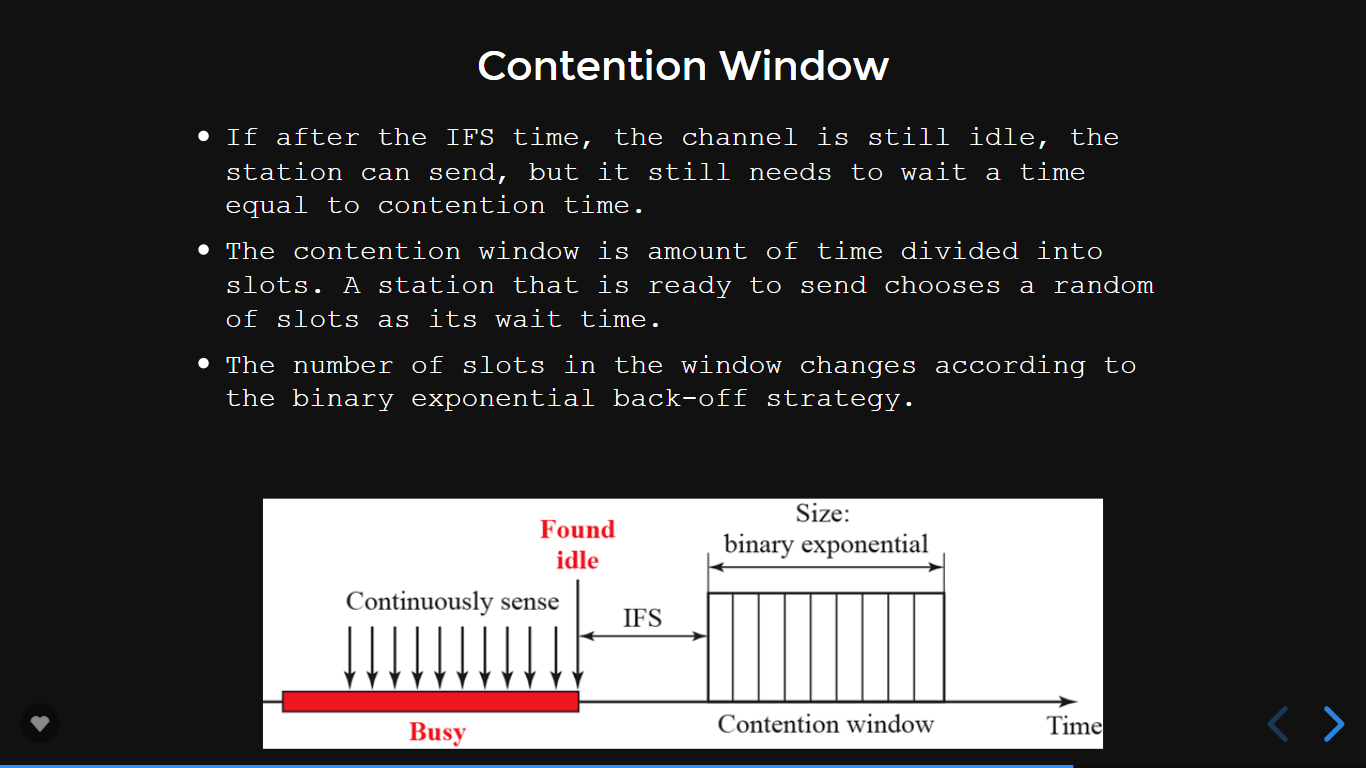 Contention Window
If after the IFS time, the channel is still idle, the
station can send, but it still needs to wait a time
equal to contention time.
The contention window is amount of time divided into
slots. A station that is ready to send chooses a random
of slots as its wait time.
The number of slots in the window changes according to
the binary exponential back-off strategy.
Size:
binary exponential
Found
idle
Continuously sense
IFS
Busy
Contention window
Time